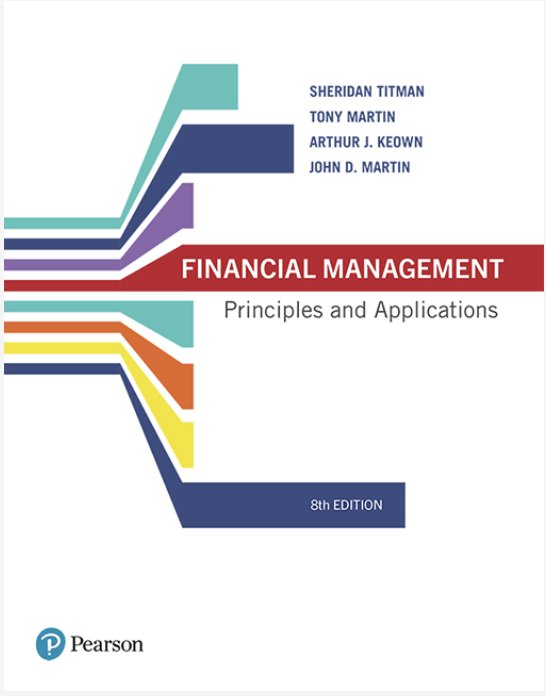 SHERIDAN TITMAN
TONY MARTIN
ARTHUR J. KEOWN
JOHN D. MARTIN
FINANCIAL MANAGEMENT
Principles and Applications
8th EDITION
P Pearson